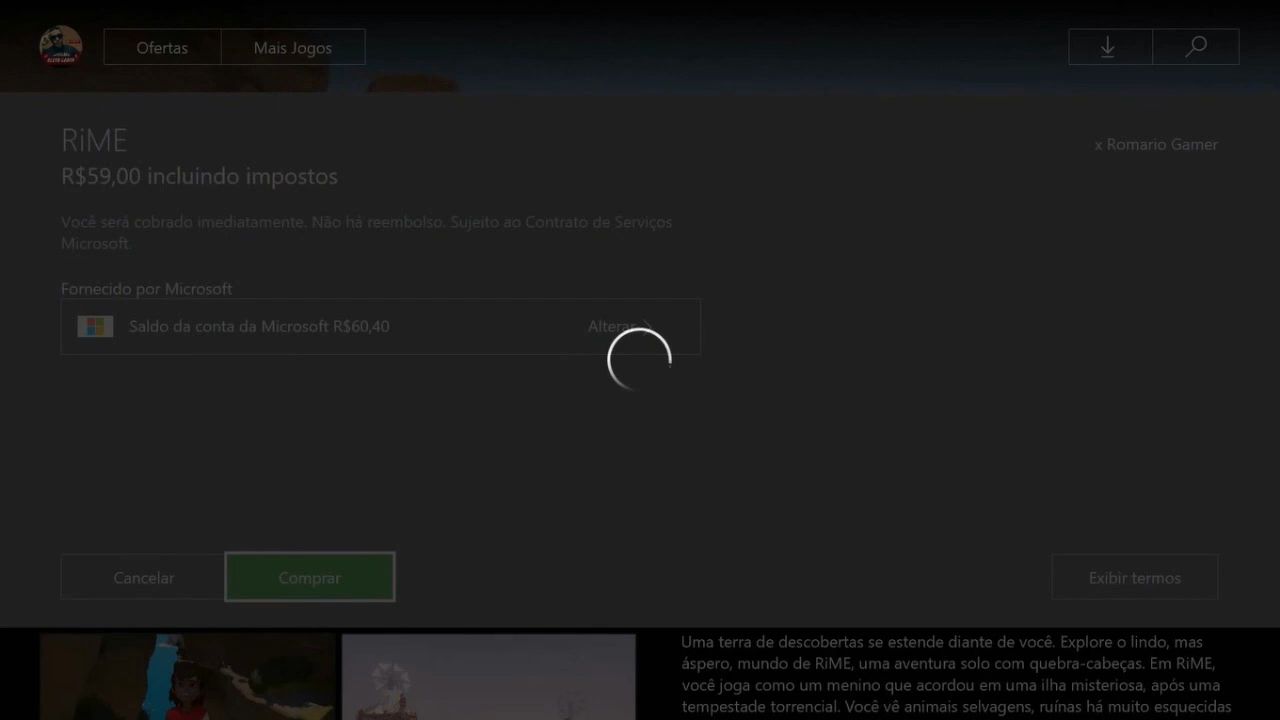 Ofertas
Mais Jogos
RiME
R$59,00 incluindo impostos
x Romario Gamer
Você será cobrado imediatamente. Não há reembolso. Sujeito ao Contrato de Serviços
Microsoft.
Fornecido por Microsoft
Saldo da conta da Microsoft R$60,40
Alterar
Cancelar
Comprar
Exibir termos
Uma terra de descobertas se estende diante de você. Explore o lindo, mas
áspero, mundo de RiME, uma aventura solo com quebra-cabeças. Em RiME,
você joga como um menino que acordou em uma ilha misteriosa, após uma
tempestade torrencial. Você vê animais selvagens, ruínas há muito esquecidas